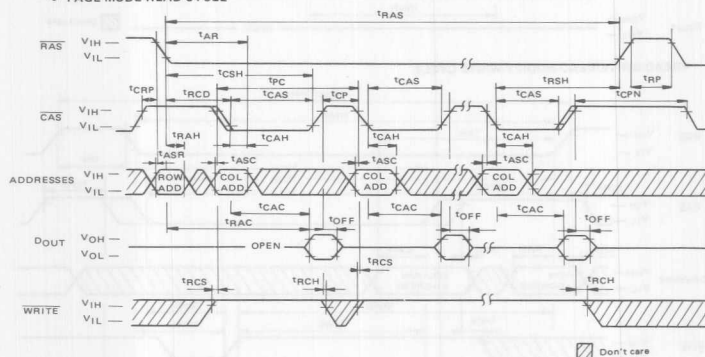 PAGE MODE READ CYCLE
tRAS
tAR
RAS VIH
VIL
tCSH
tPC
tRSH
tRP
tCRP
tRCD
tCAS
tCP
tCAS
tCAS
tCPN
CAS VIH
VIL
tRAH
tCAH
tCAH
tCAH
tASR
tASC
tASC
tASC
ADDRESSES VIH
VIL
ROW ADD
COL ADD
COL ADD
COL ADD
tCAC
tCAC
tCAC
tRAC
tOFF
tOFF
tOFF
DOUT VOH
VOL
OPEN
tRCS
tRCH
tRCS
tRCH
WRITE VIH
VIL
Don't care